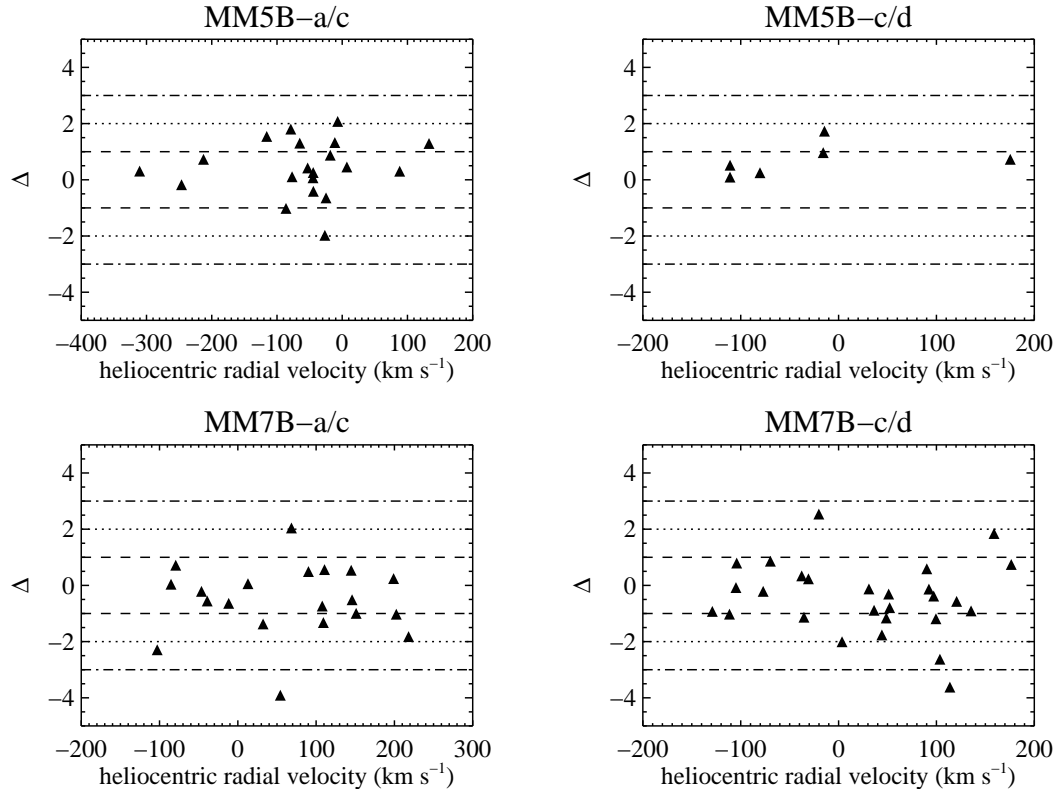 MM5B−a/c
4
2
0
−2
−4
Δ
−400 −300 −200 −100 0 100 200
heliocentric radial velocity (km s−1)
MM5B−c/d
4
2
0
−2
−4
Δ
−200 −100 0 100 200
heliocentric radial velocity (km s−1)
MM7B−a/c
4
2
0
−2
−4
Δ
−200 −100 0 100 200 300
heliocentric radial velocity (km s−1)
MM7B−c/d
4
2
0
−2
−4
Δ
−200 −100 0 100 200
heliocentric radial velocity (km s−1)